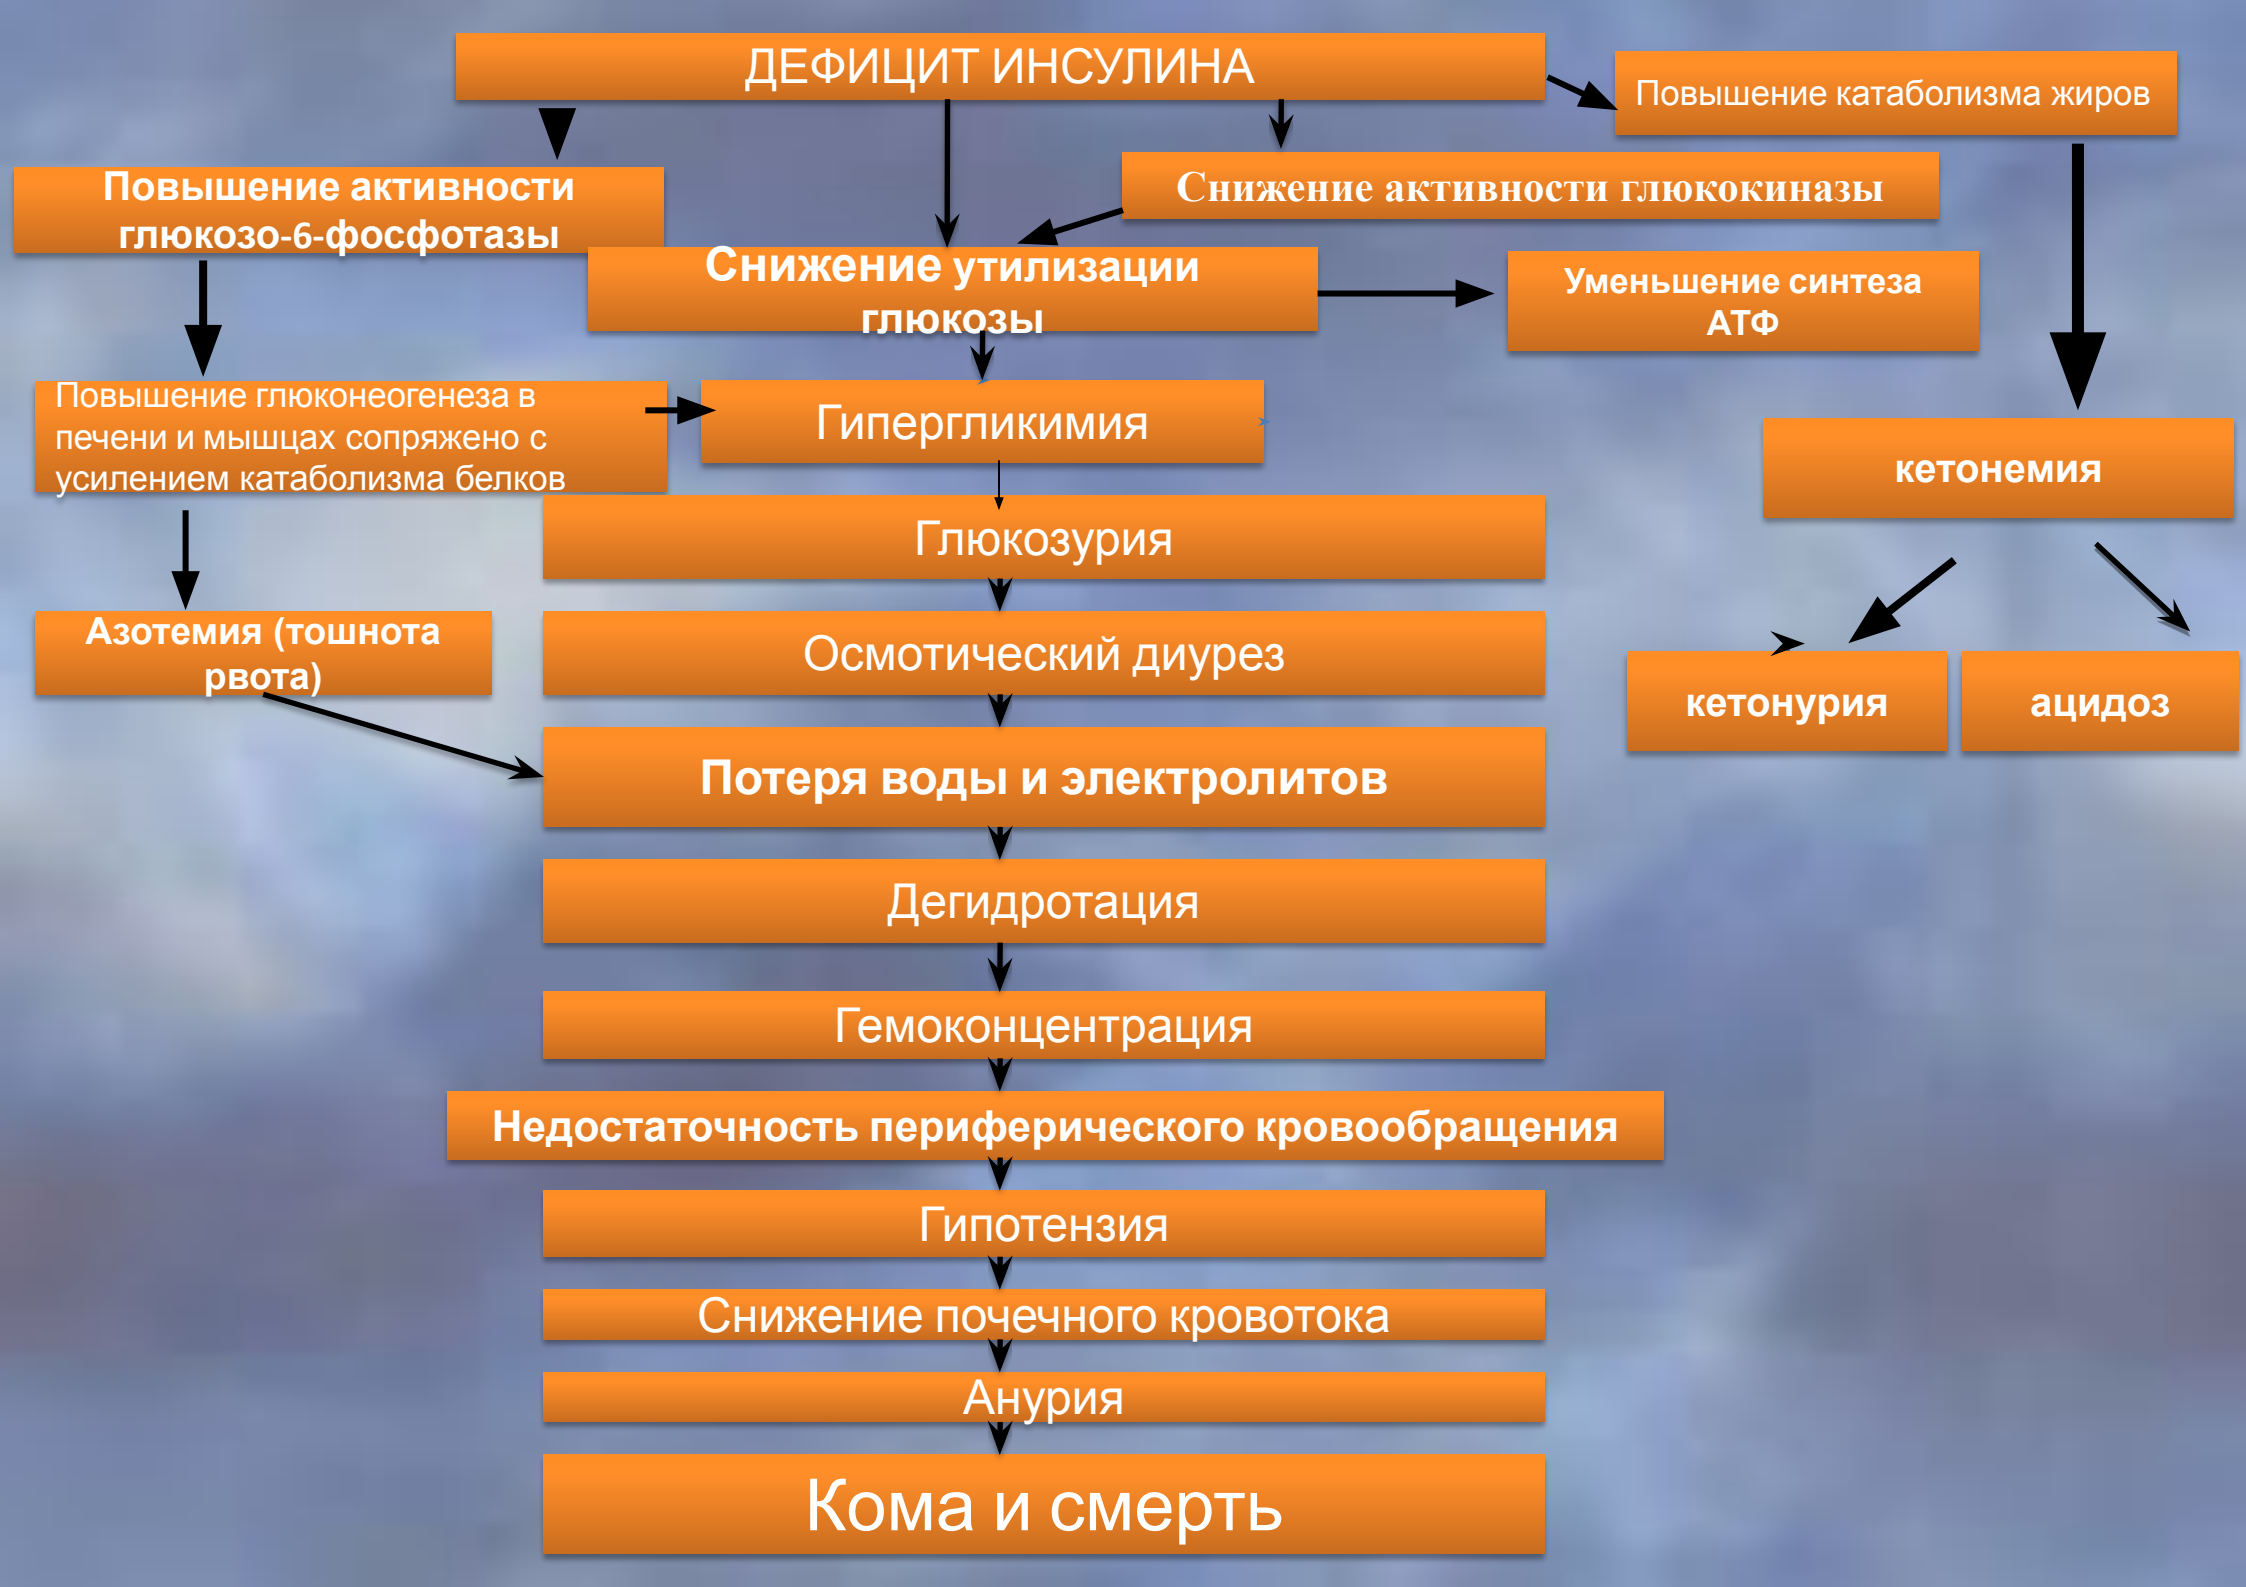 ДЕФИЦИТ ИНСУЛИНА
Повышение катаболизма жиров
Повышение активности
глюкозо-6-фосфотазы
Снижение активности глюкокиназы
Снижение утилизации
глюкозы
Уменьшение синтеза
АТФ
Повышение глюконеогенеза в
печени и мышцах сопряжено с
усилением катаболизма белков
Гипергликимия
кетонемия
Глюкозурия
Азотемия (тошнота
рвота)
Осмотический диурез
кетонурия
ацидоз
Потеря воды и электролитов
Дегидротация
Гемоконцентрация
Недостаточность периферического кровообращения
Гипотензия
Снижение почечного кровотока
Анурия
Кома и смерть